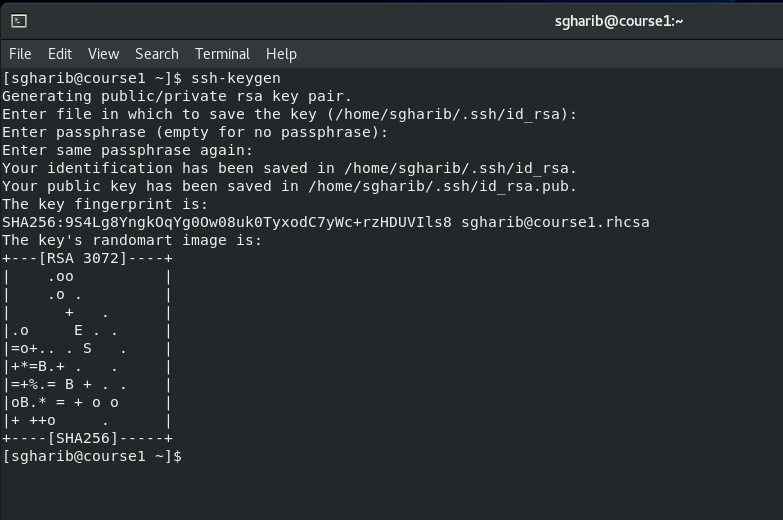 sgharib@course1:~
File Edit View Search Terminal Help
[sgharib@course1 ~]$ ssh-keygen
Generating public/private rsa key pair.
Enter file in which to save the key (/home/sgharib/.ssh/id_rsa):
Enter passphrase (empty for no passphrase):
Enter same passphrase again:
Your identification has been saved in /home/sgharib/.ssh/id_rsa.
Your public key has been saved in /home/sgharib/.ssh/id_rsa.pub.
The key fingerprint is:
SHA256:9S4Lg8YngkOqYg0Ow08uk0TyxodC7yWc+rzHDUVIls8 sgharib@course1.rhcsa
The key's randomart image is:
+---[RSA 3072]----+
|    .oo          |
|    .o .         |
|      +   .      |
|.o     E . .     |
|=o+.. . S   .    |
|+*=B.+ .   .     |
|=+%.= B + . .    |
|oB.* = + o o     |
|+ ++o     .      |
+----[SHA256]-----+
[sgharib@course1 ~]$